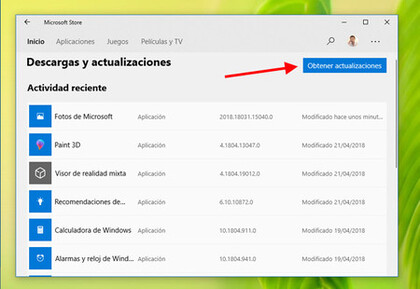 Microsoft Store
Inicio Aplicaciones Juegos Películas y TV
Descargas y actualizaciones
Obtener actualizaciones
Actividad reciente
Fotos de Microsoft Aplicación 2018.18031.15040.0 Modificado hace unos minut...
Paint 3D Aplicación 4.1804.13047.0 Modificado 21/04/2018
Visor de realidad mixta Aplicación 4.1804.19012.0 Modificado 21/04/2018
Recomendaciones de... Aplicación 6.10.10872.0 Modificado 21/04/2018
Calculadora de Windows Aplicación 10.1804.911.0 Modificado 19/04/2018
Alarmas y reloj de Wind... Aplicación 10.1804.941.0 Modificado 19/04/2018